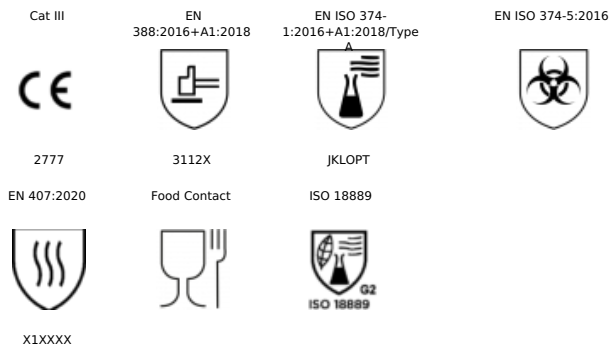 Cat III
EN
388:2016+A1:2018
EN ISO 374-
1:2016+A1:2018/Type
A
EN ISO 374-5:2016
CE
2777
3112X
JKLOPT
EN 407:2020
Food Contact
ISO 18889
G2
ISO 18889
X1XXXX